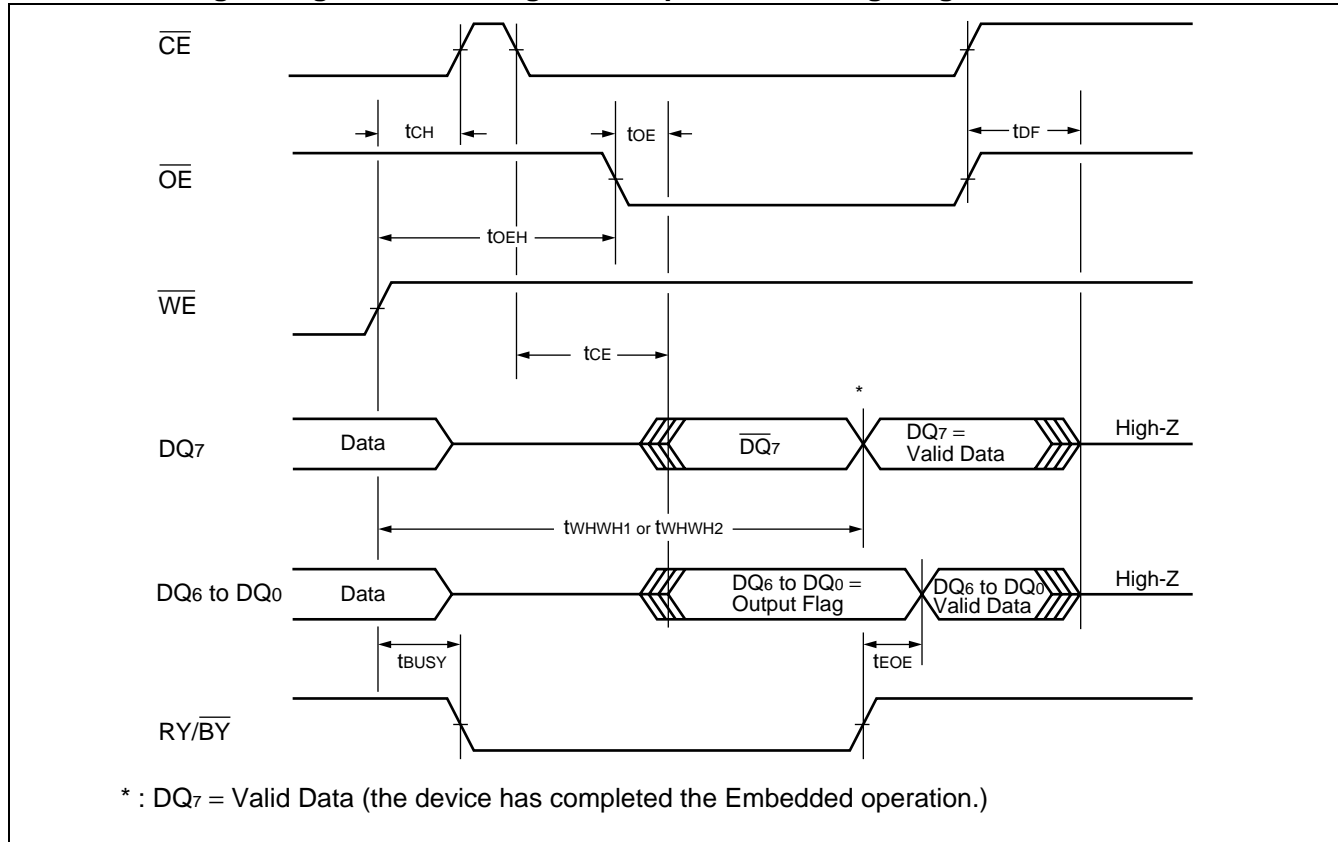 CE
tCH
tOE
tDF
OE
tOEH
WE
tCE
*
DQ7
Data
DQ7
DQ7 =
Valid Data
High-Z
tWHWH1 or tWHWH2
DQ6 to DQ0
Data
DQ6 to DQ0 =
Output Flag
DQ6 to DQ0
Valid Data
High-Z
tBUSY
tEOE
RY/BY
* : DQ7 = Valid Data (the device has completed the Embedded operation.)